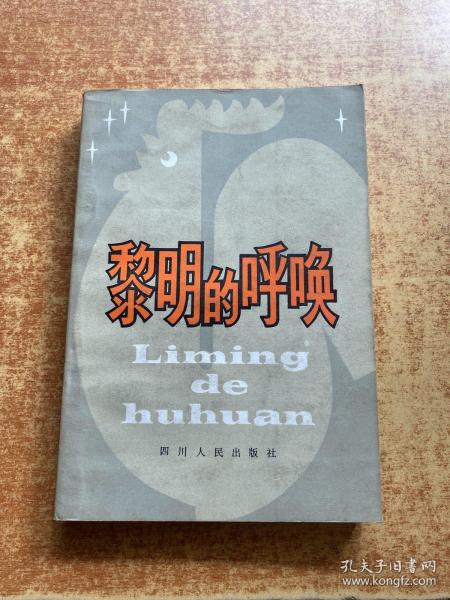 黎明的呼唤
Liming
de
huhuan
四川人民出版社
孔夫子旧书网
www.kongfz.com